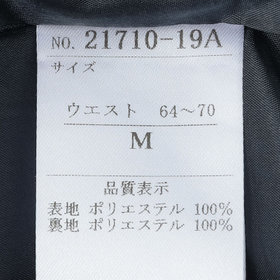 NO. 21710-19A
サイズ
ウエスト 64～70
M
品質表示
表地 ポリエステル 100%
裏地 ポリエステル 100%